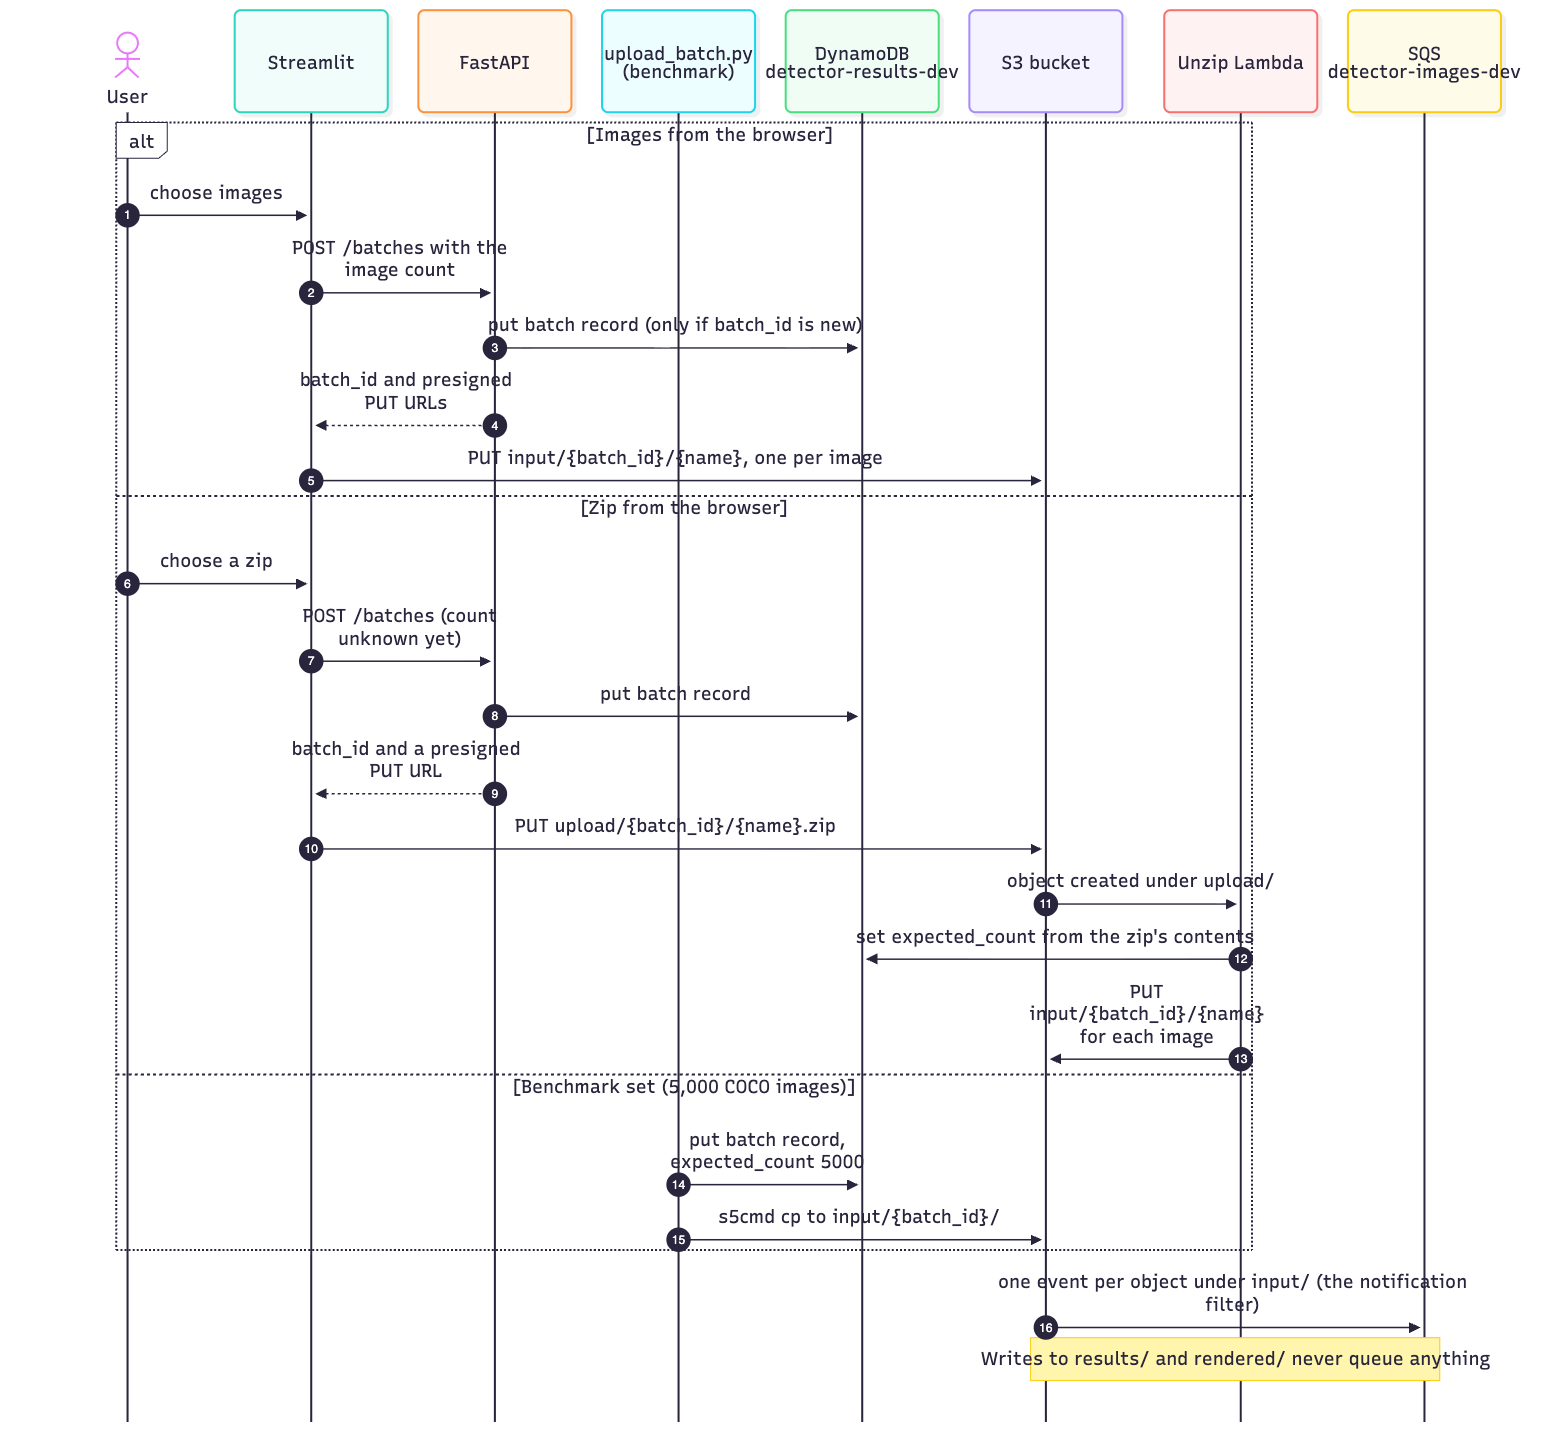 User
Streamlit
FastAPI
upload_batch.py
(benchmark)
DynamoDB
detector-results-dev
S3 bucket
Unzip Lambda
SQS
detector-images-dev
alt
[Images from the browser]
choose images
1
POST /batches with the
image count
2
put batch record (only if batch_id is new)
3
batch_id and presigned
PUT URLs
4
PUT input/{batch_id}/{name}, one per image
5
[Zip from the browser]
choose a zip
6
POST /batches (count
unknown yet)
7
put batch record
8
batch_id and a presigned
PUT URL
9
PUT upload/{batch_id}/{name}.zip
10
object created under upload/
11
set expected_count from the zip's contents
12
PUT
input/{batch_id}/{name}
for each image
13
[Benchmark set (5,000 COCO images)]
put batch record,
expected_count 5000
14
s5cmd cp to input/{batch_id}/
15
one event per object under input/ (the notification
filter)
16
Writes to results/ and rendered/ never queue anything